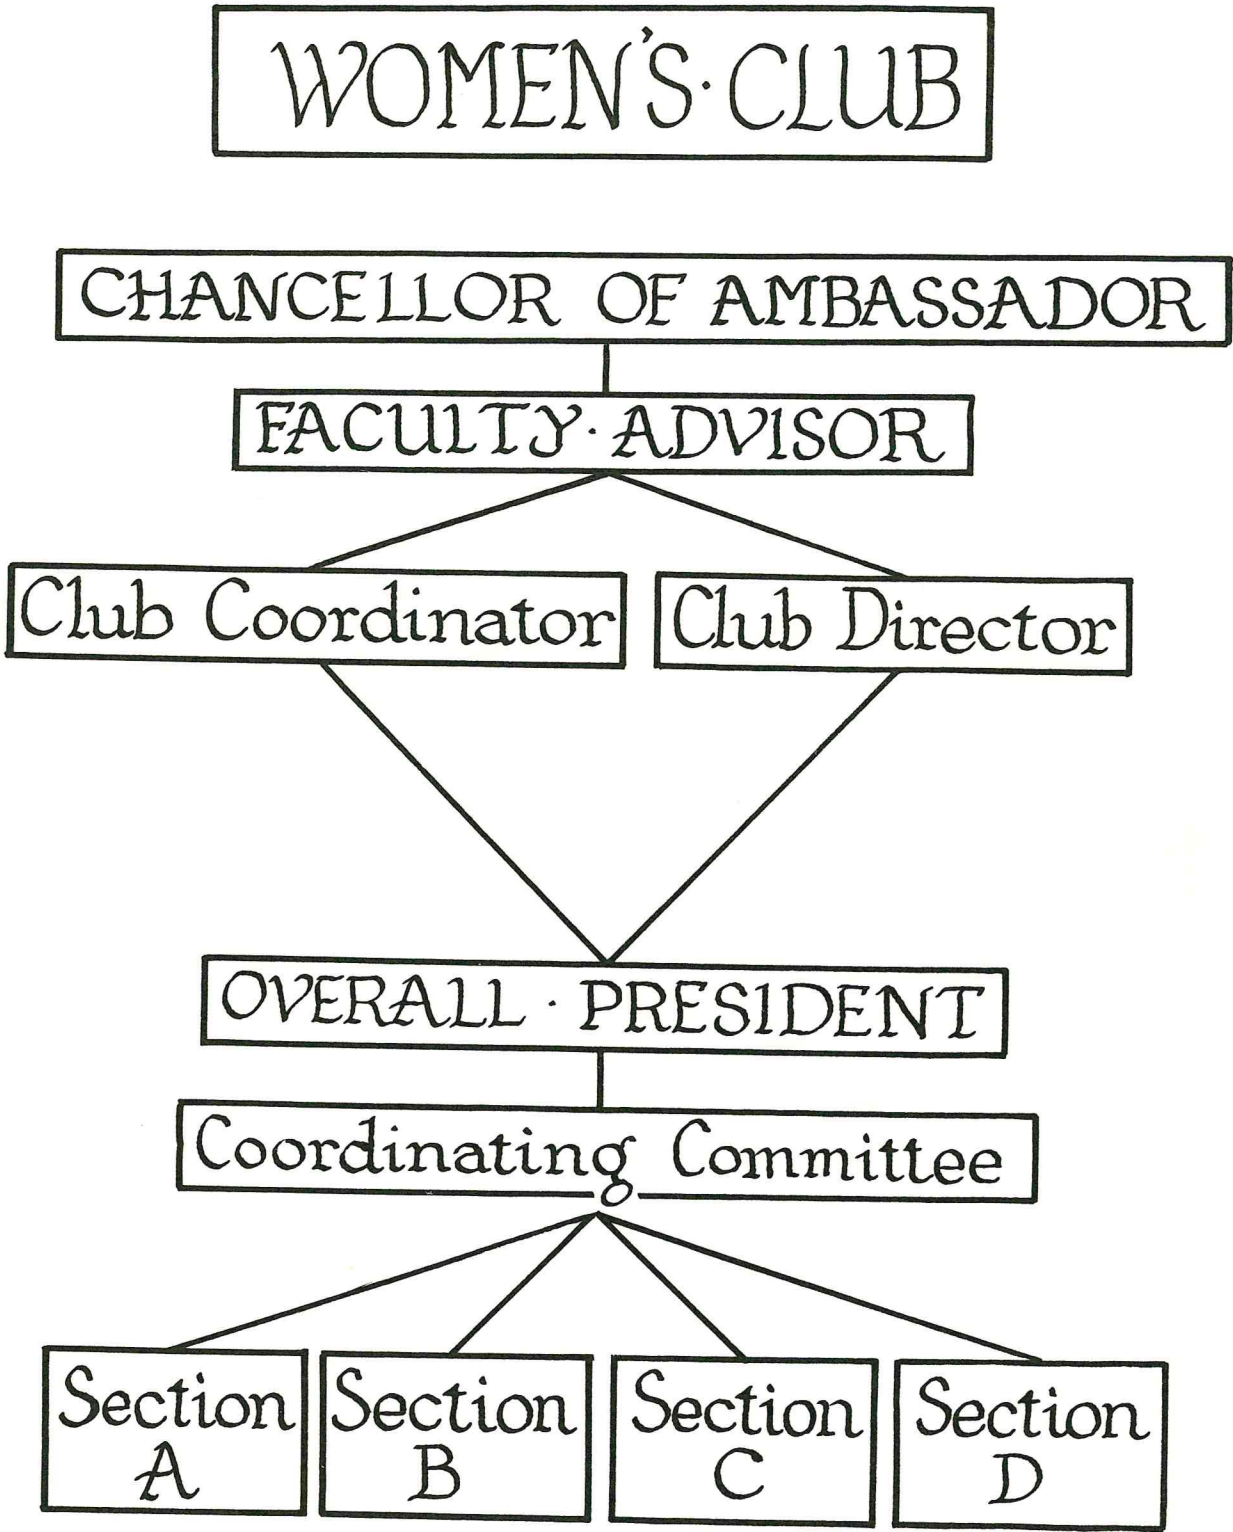 WOMEN'S·CLUB
CHANCELLOR OF AMBASSADOR
FACULTY·ADVISOR
Club Coordinator
Club Director
OVERALL · PRESIDENT
Coordinating Committee
Section
A
Section
B
Section
C
Section
D